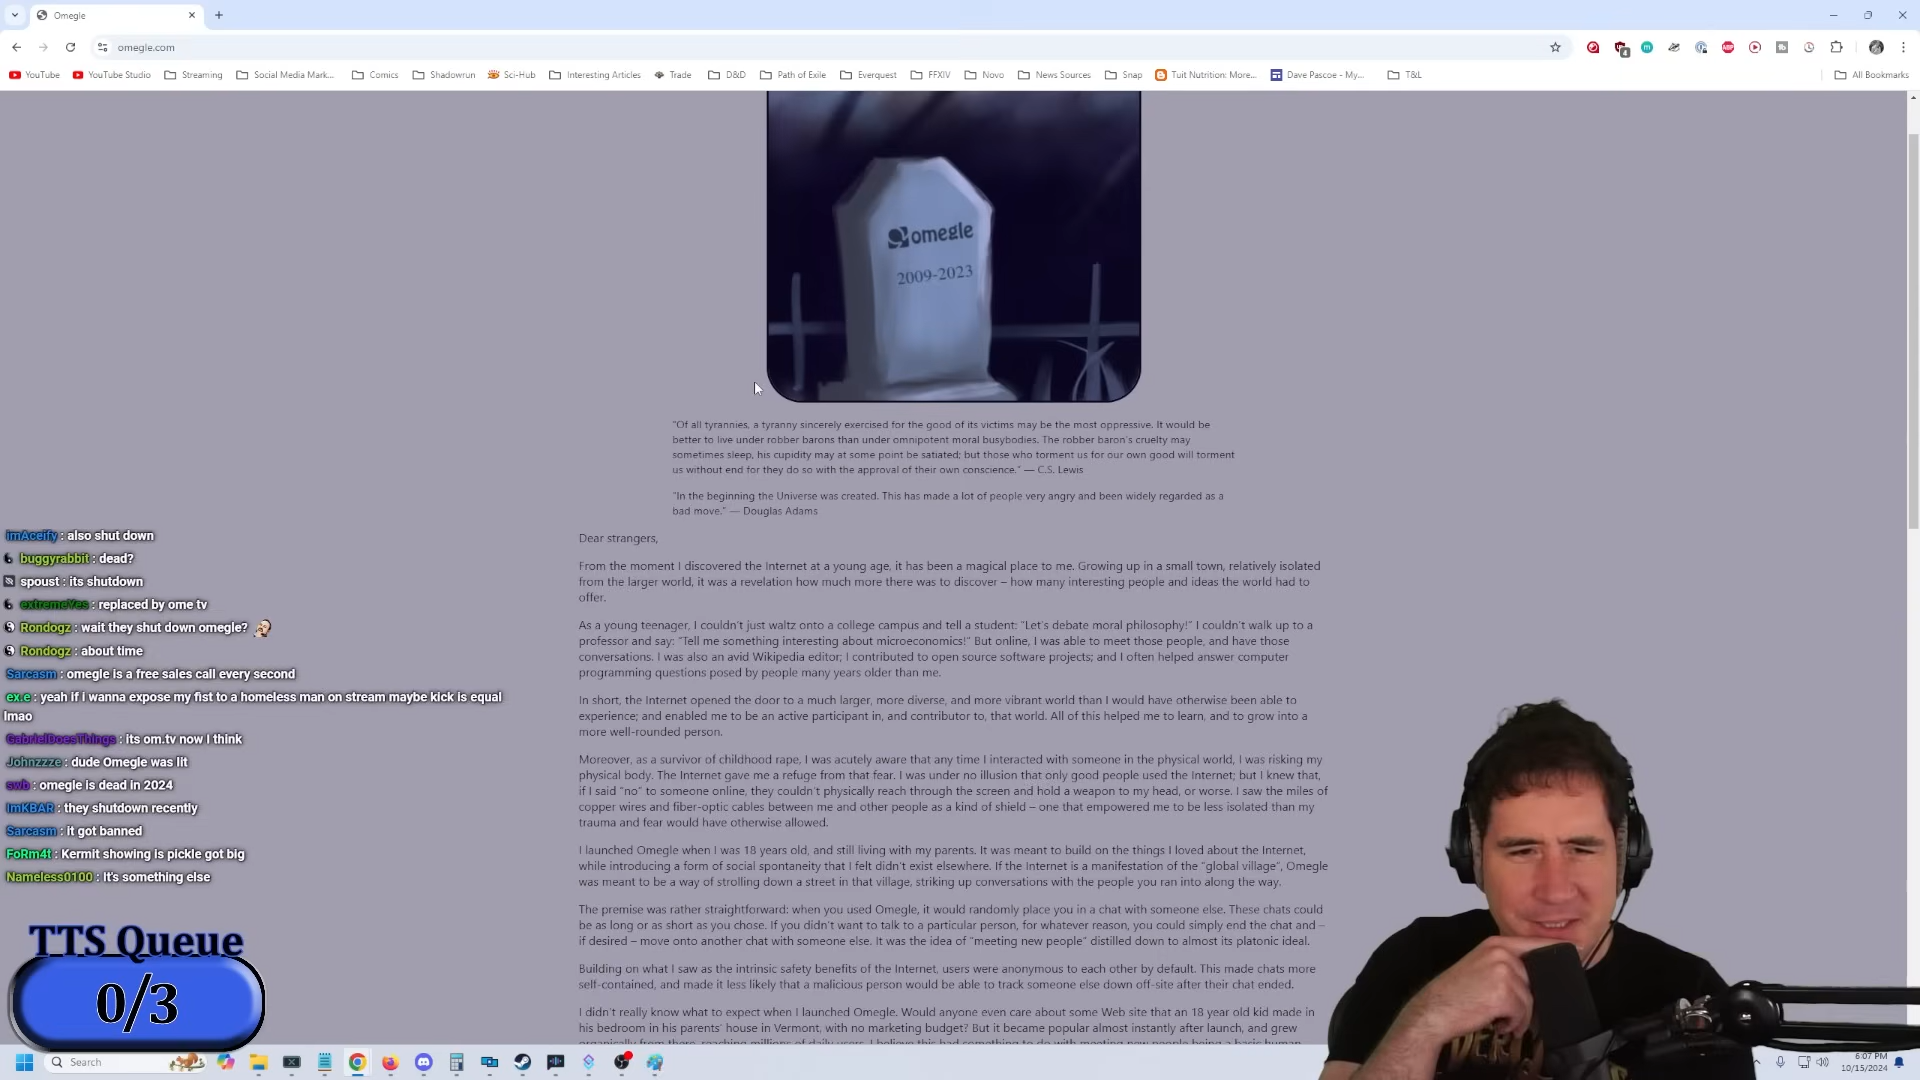 Omegle
omegle.com
YouTube YouTube Studio Streaming Social Media Mark... Comics Shadowrun Sci-Hub Interesting Articles Trade D&D Path of Exile Everquest FFXIV Novo News Sources Snap Tuit Nutrition: More... Dave Pascoe - My... T&L All Bookmarks
omegle
2009-2023
"Of all tyrannies, a tyranny sincerely exercised for the good of its victims may be the most oppressive. It would be
better to live under robber barons than under omnipotent moral busybodies. The robber baron's cruelty may
sometimes sleep, his cupidity may at some point be satiated; but those who torment us for our own good will torment
us without end for they do so with the approval of their own conscience." — C.S. Lewis
"In the beginning the Universe was created. This has made a lot of people very angry and been widely regarded as a
bad move." — Douglas Adams
Dear strangers,
From the moment I discovered the Internet at a young age, it has been a magical place to me. Growing up in a small town, relatively isolated
from the larger world, it was a revelation how much more there was to discover – how many interesting people and ideas the world had to
offer.
As a young teenager, I couldn't just waltz onto a college campus and tell a student: "Let's debate moral philosophy!" I couldn't walk up to a
professor and say: "Tell me something interesting about microeconomics!" But online, I was able to meet those people, and have those
conversations. I was also an avid Wikipedia editor; I contributed to open source software projects; and I often helped answer computer
programming questions posed by people many years older than me.
In short, the Internet opened the door to a much larger, more diverse, and more vibrant world than I would have otherwise been able to
experience; and enabled me to be an active participant in, and contributor to, that world. All of this helped me to learn, and to grow into a
more well-rounded person.
Moreover, as a survivor of childhood rape, I was acutely aware that any time I interacted with someone in the physical world, I was risking my
physical body. The Internet gave me a refuge from that fear. I was under no illusion that only good people used the Internet; but I knew that,
if I said "no" to someone online, they couldn't physically reach through the screen and hold a weapon to my head, or worse. I saw the miles of
copper wires and fiber-optic cables between me and other people as a kind of shield – one that empowered me to be less isolated than my
trauma and fear would have otherwise allowed.
I launched Omegle when I was 18 years old, and still living with my parents. It was meant to build on the things I loved about the Internet,
while introducing a form of social spontaneity that I felt didn't exist elsewhere. If the Internet is a manifestation of the "global village", Omegle
was meant to be a way of strolling down a street in that village, striking up conversations with the people you ran into along the way.
The premise was rather straightforward: when you used Omegle, it would randomly place you in a chat with someone else. These chats could
be as long or as short as you chose. If you didn't want to talk to a particular person, for whatever reason, you could simply end the chat and –
if desired – move onto another chat with someone else. It was the idea of "meeting new people" distilled down to almost its platonic ideal.
Building on what I saw as the intrinsic safety benefits of the Internet, users were anonymous to each other by default. This made chats more
self-contained, and made it less likely that a malicious person would be able to track someone else down off-site after their chat ended.
I didn't really know what to expect when I launched Omegle. Would anyone even care about some Web site that an 18 year old kid made in
his bedroom in his parents' house in Vermont, with no marketing budget? But it became popular almost instantly after launch, and grew
organically from there, reaching millions of daily users. I believe this had something to do with meeting new people being a basic human
imAceify : also shut down
buggyrabbit : dead?
spoust : its shutdown
extremeYes : replaced by ome tv
Rondogz : wait they shut down omegle?
Rondogz : about time
Sarcasm : omegle is a free sales call every second
ex.e : yeah if i wanna expose my fist to a homeless man on stream maybe kick is equal
lmao
GabrielDoesThings : its om.tv now I think
Johnzzze : dude Omegle was lit
swb : omegle is dead in 2024
ImKBAR : they shutdown recently
Sarcasm : it got banned
FoRm4t : Kermit showing is pickle got big
Nameless0100 : It's something else
TTS Queue
0/3
Search
6:07 PM
10/15/2024